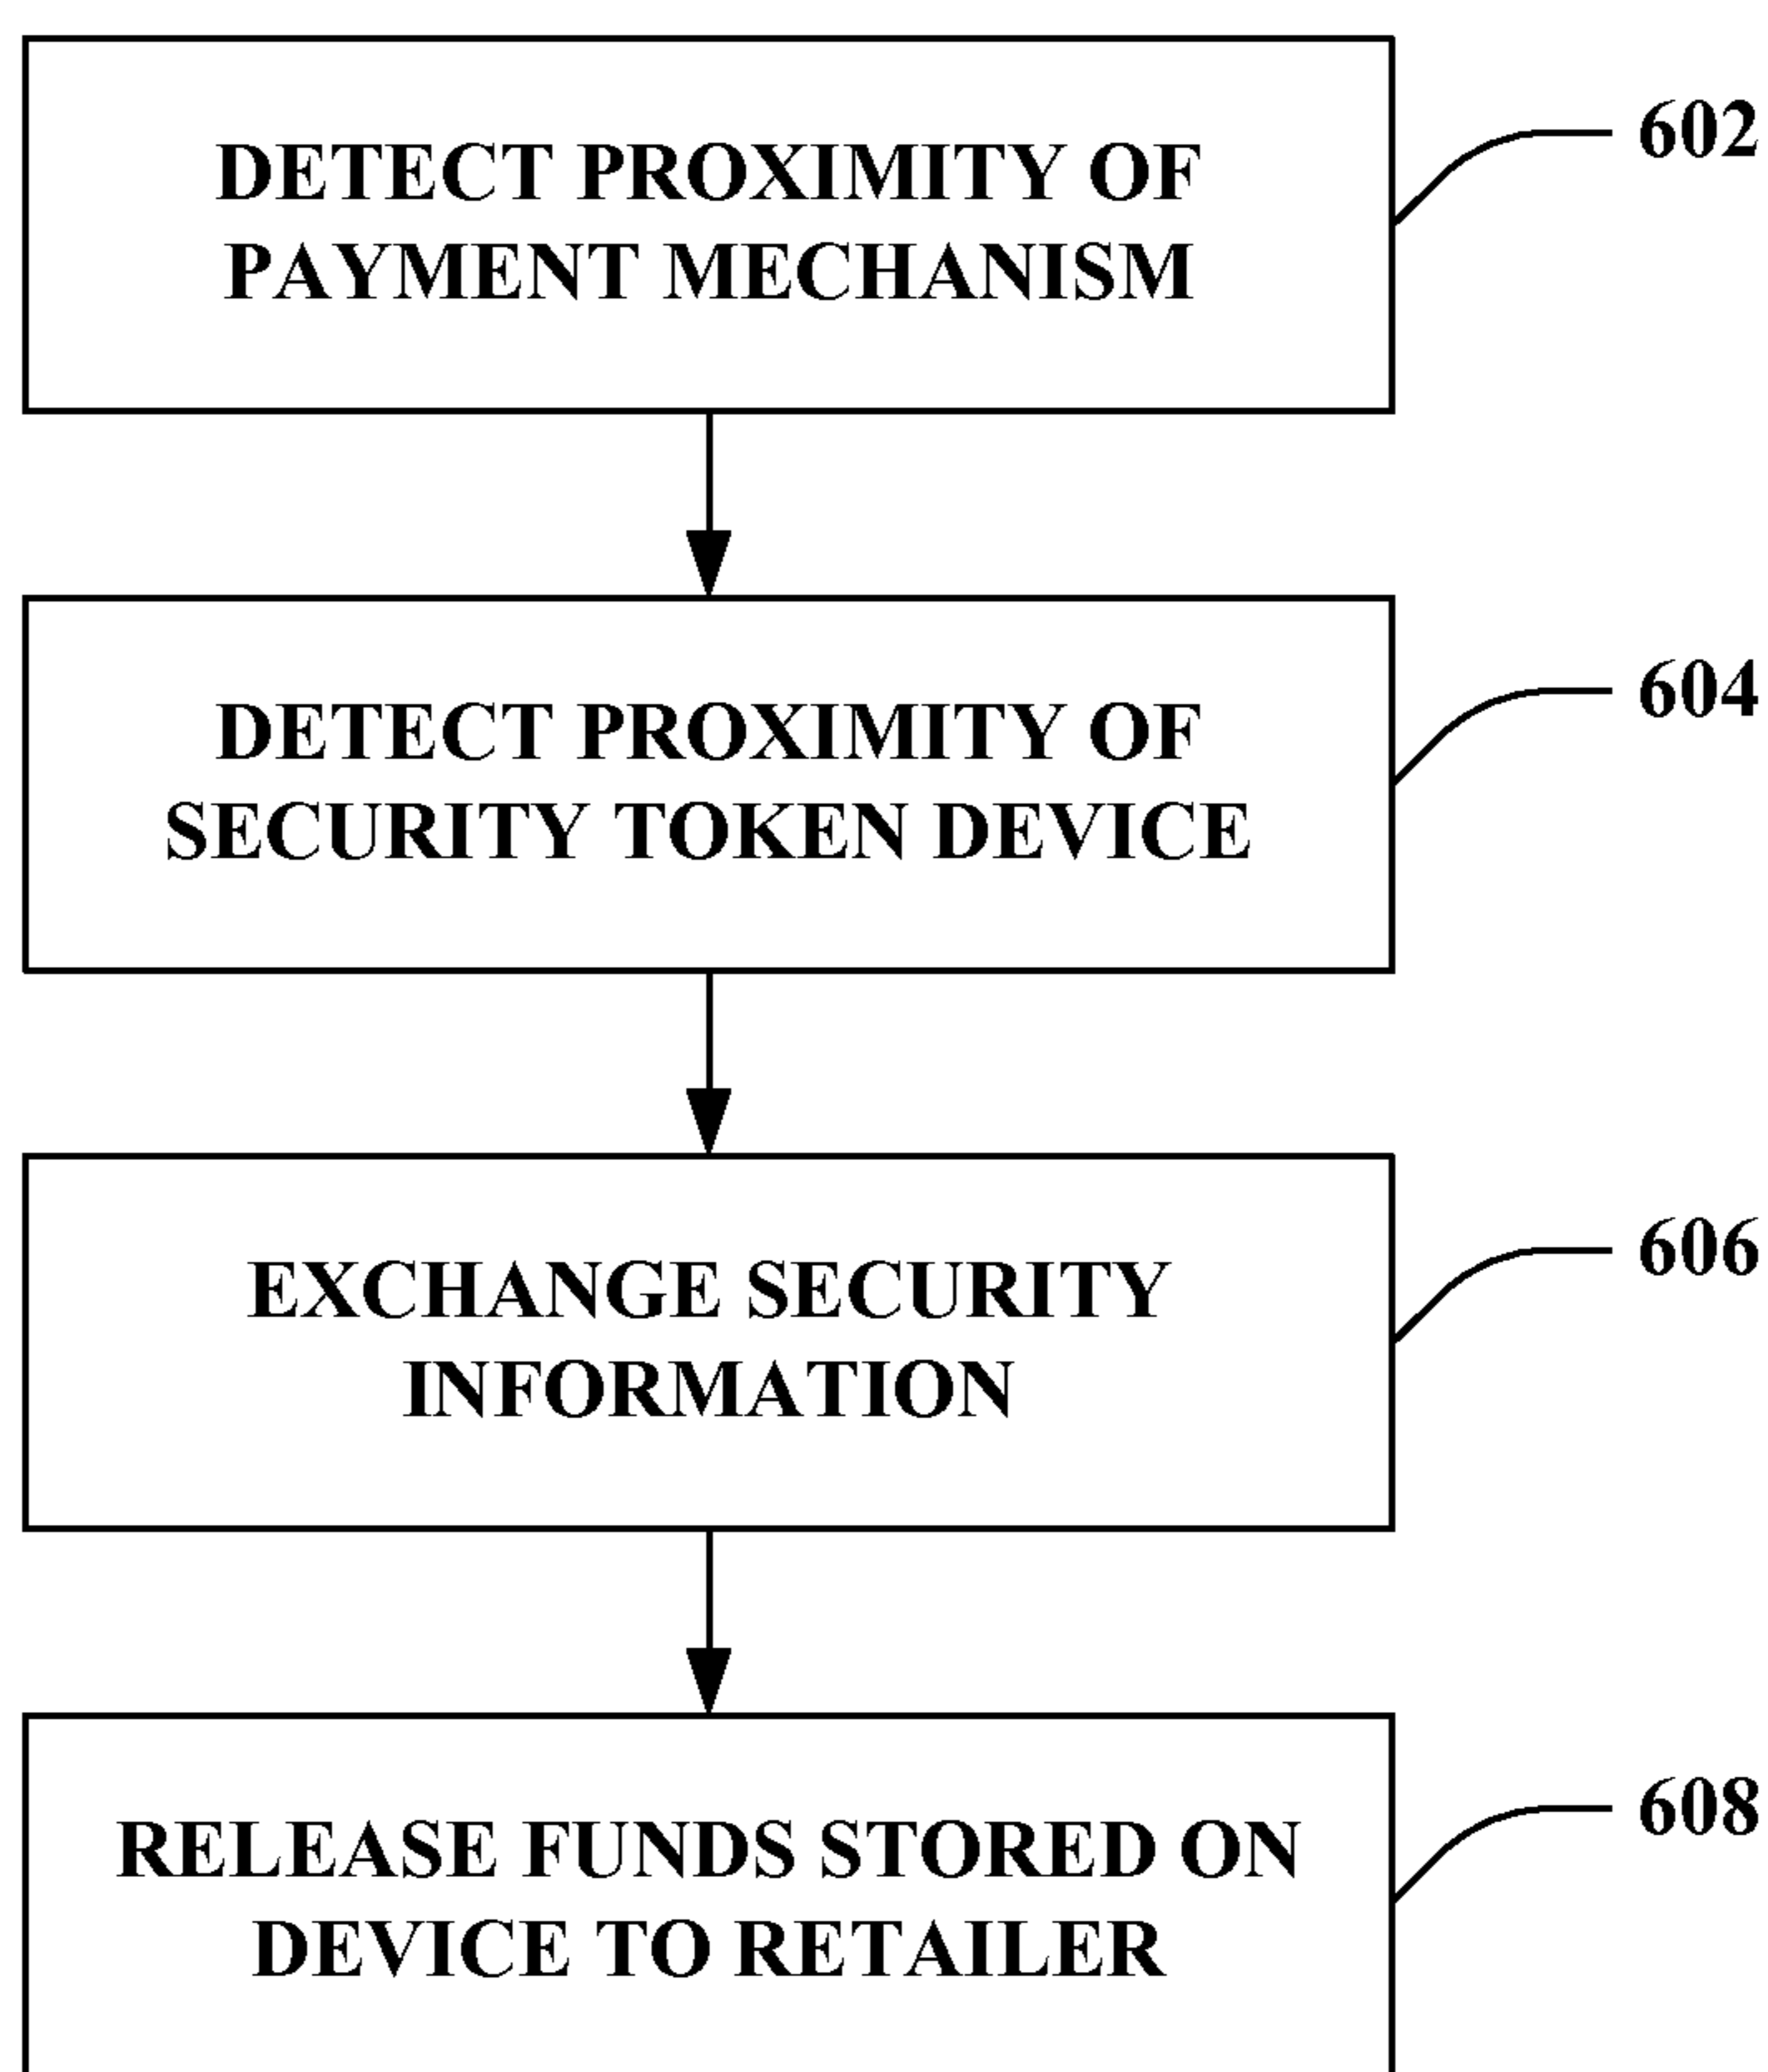 DETECT PROXIMITY OF
PAYMENT MECHANISM
602
DETECT PROXIMITY OF
SECURITY TOKEN DEVICE
604
EXCHANGE SECURITY
INFORMATION
606
RELEASE FUNDS STORED ON
DEVICE TO RETAILER
608